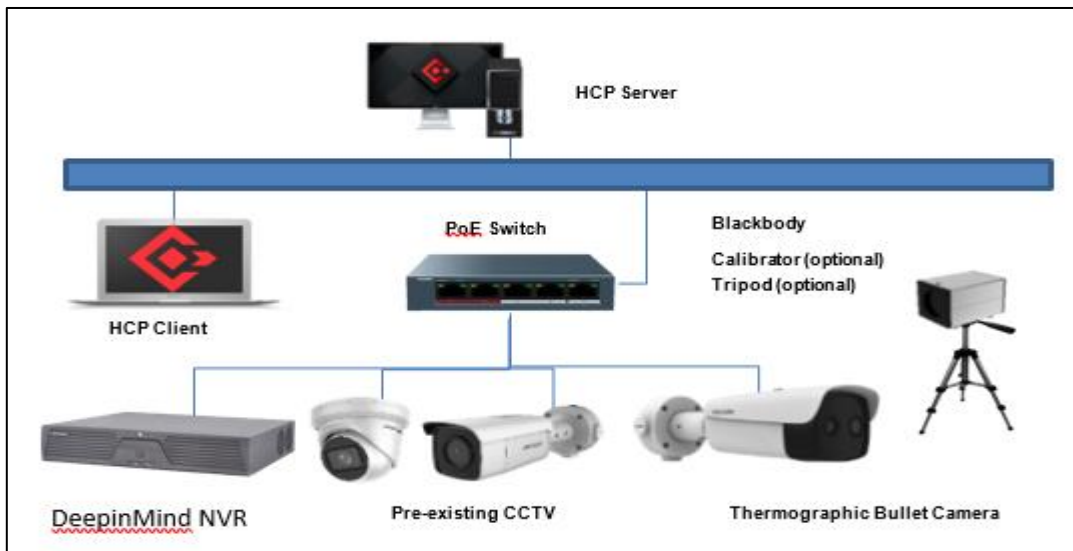 HCP Server
PoE Switch
Blackbody
Calibrator (optional)
Tripod (optional)
HCP Client
DeepinMind NVR
Pre-existing CCTV
Thermographic Bullet Camera